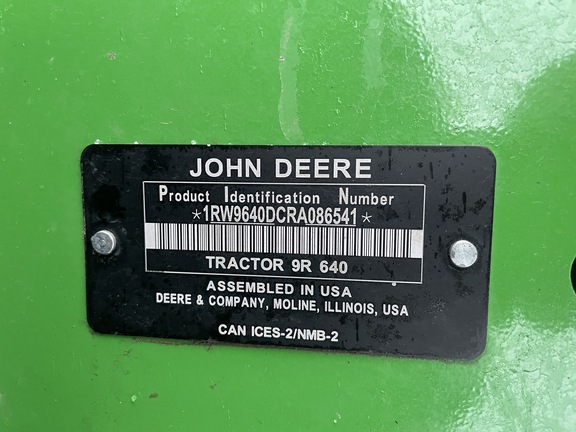 JOHN DEERE
Product Identification Number
*1RW9640DCRA086541*
TRACTOR 9R 640
ASSEMBLED IN USA
DEERE & COMPANY, MOLINE, ILLINOIS, USA
CAN ICES-2/NMB-2